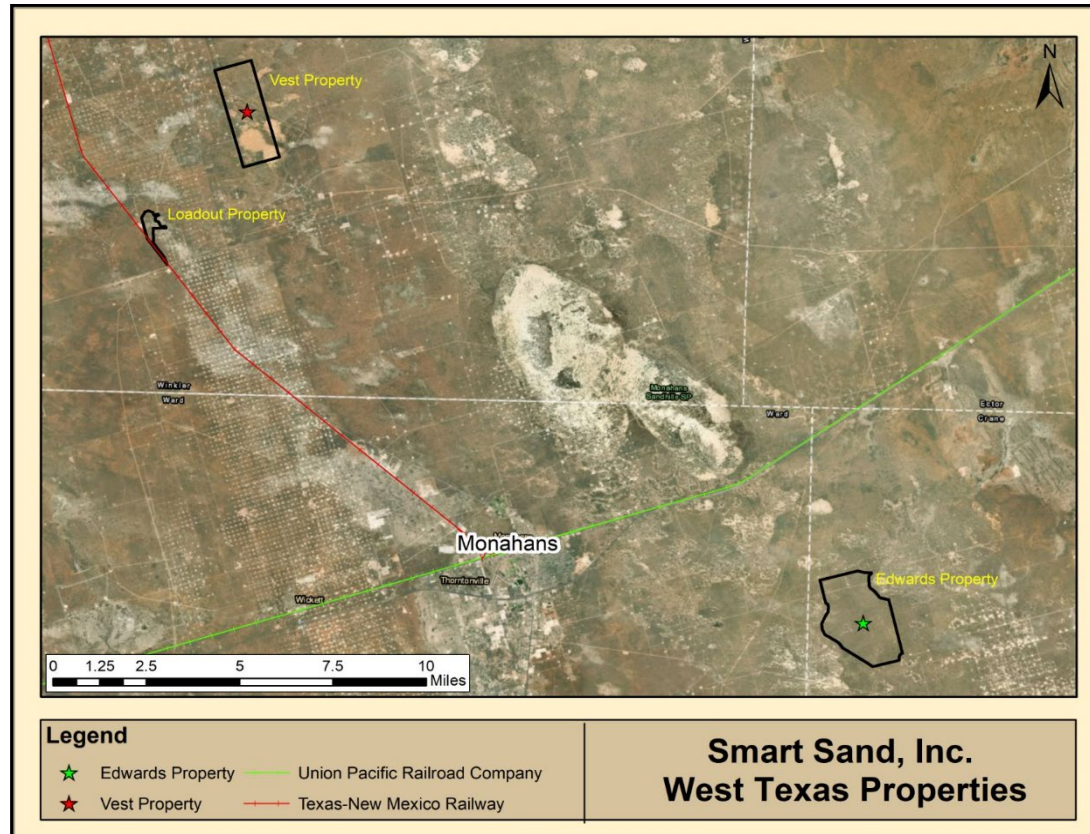 N
Vest Property
Loadout Property
Winkler
Ward
Monahans
Sandhills SP
Ward
Ector
Crane
Monahans
Thorntonville
Wickett
Edwards Property
0 1.25 2.5 5 7.5 10
Miles
Legend
Edwards Property
Union Pacific Railroad Company
Vest Property
Texas-New Mexico Railway
Smart Sand, Inc.
West Texas Properties